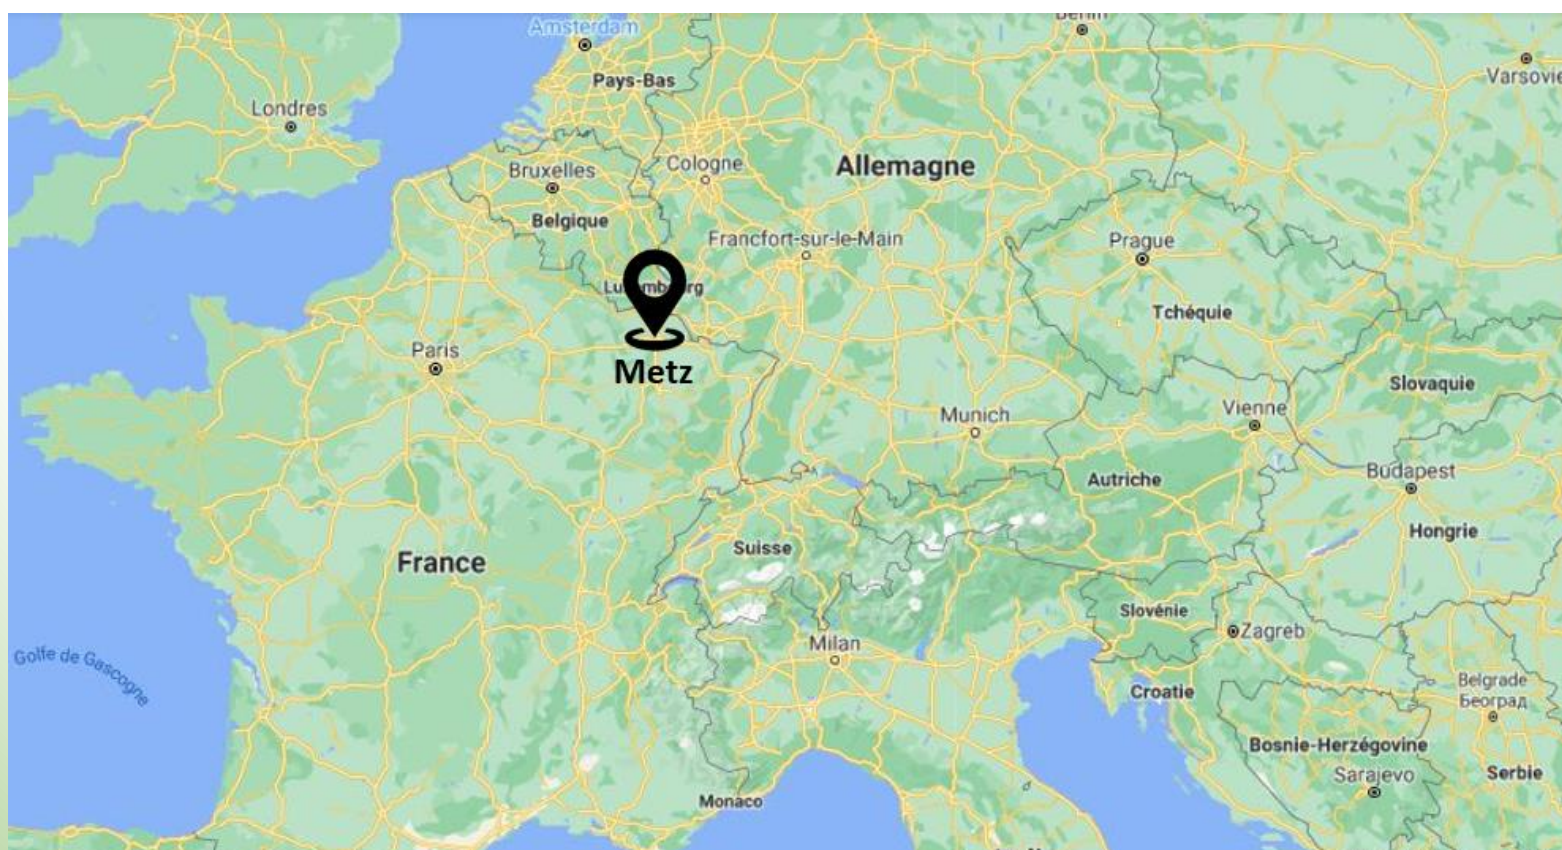 Amsterdam
Berlin
Pays-Bas
Varsovie
Londres
Bruxelles
Cologne
Allemagne
Belgique
Francfort-sur-le-Main
Prague
Luxembourg
Tchéquie
Paris
Metz
Slovaquie
Munich
Vienne
Budapest
Autriche
Hongrie
Suisse
France
Slovénie
Zagreb
Milan
Golfe de Gascogne
Croatie
Belgrade
Београд
Bosnie-Herzégovine
Sarajevo
Serbie
Monaco